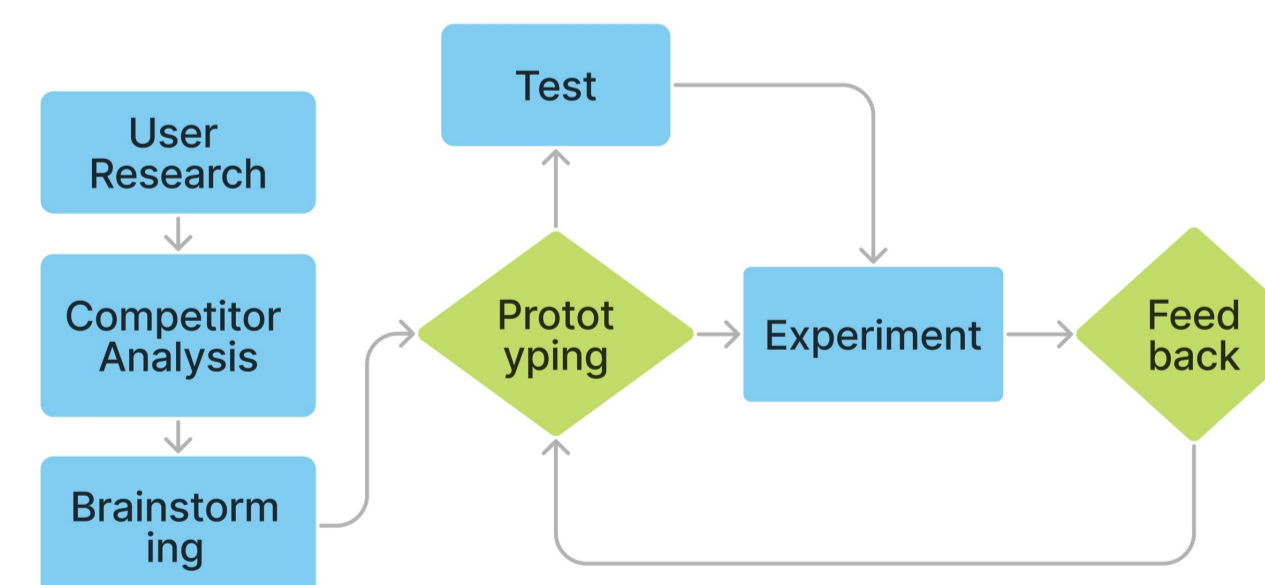 User
Research
Competitor
Analysis
Brainstorm
ing
Protot
yping
Test
Experiment
Feed
back